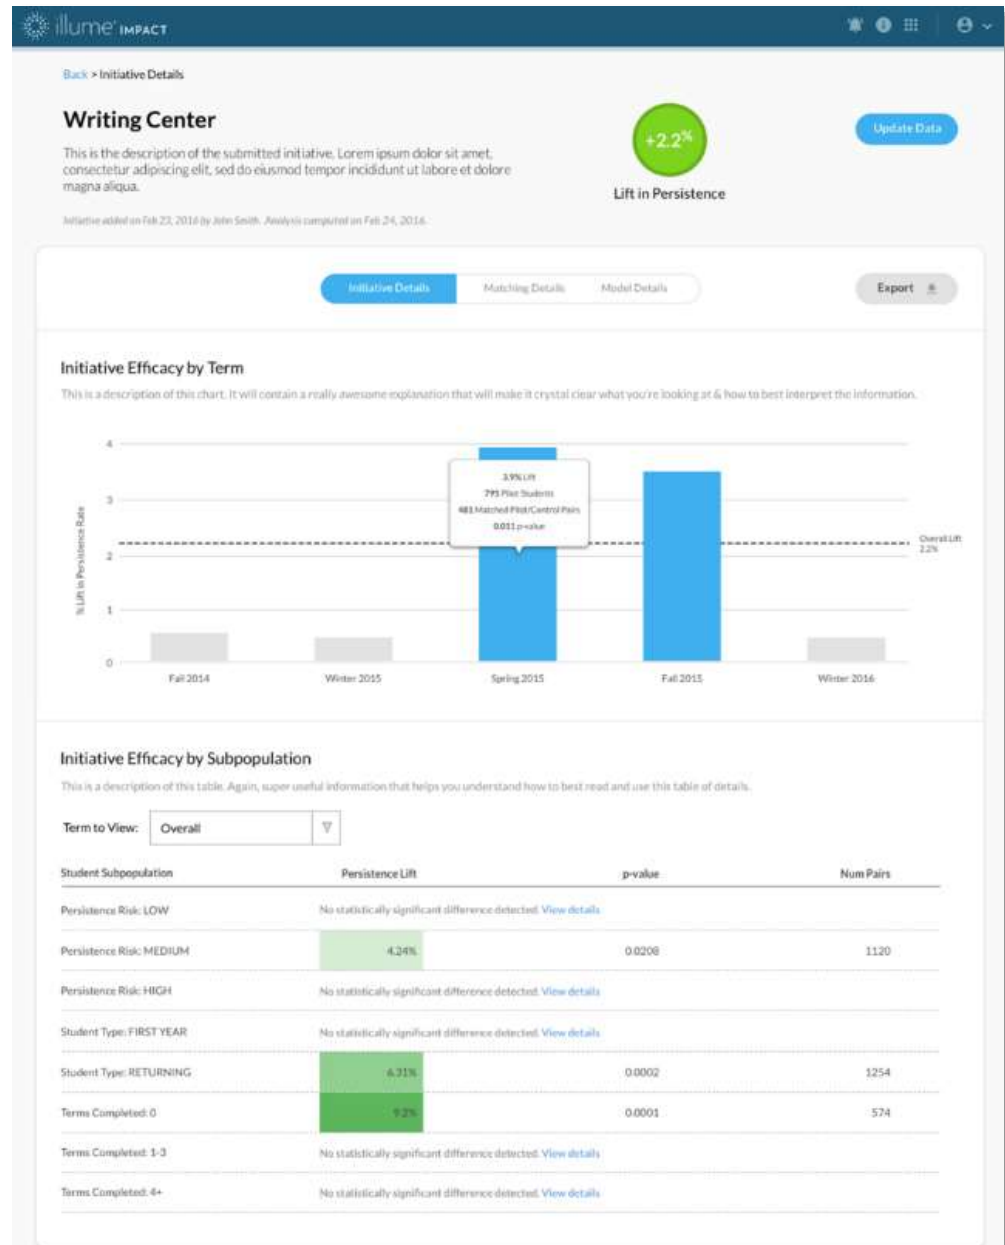 illume IMPACT
Back > Initiative Details
Writing Center
This is the description of the submitted initiative. Lorem ipsum dolor sit amet,
consectetur adipiscing elit, sed do eiusmod tempor incididunt ut labore et dolore
magna aliqua.
Initiative added on Feb 23, 2016 by John Smith. Analysis computed on Feb 24, 2016.
+2.2%
Lift in Persistence
Update Data
Initiative Details Matching Details Model Details
Export
Initiative Efficacy by Term
This is a description of this chart. It will contain a really awesome explanation that will make it crystal clear what you're looking at & how to best interpret the information.
% Lift in Persistence Rate
4
3
2
1
0
3.9% Lift
795 Pilot Students
481 Matched Pilot/Control Pairs
0.011 p-value
Overall Lift
2.2%
Fall 2014 Winter 2015 Spring 2015 Fall 2015 Winter 2016
Initiative Efficacy by Subpopulation
This is a description of this table. Again, super useful information that helps you understand how to best read and use this table of details.
Term to View: Overall
Student Subpopulation Persistence Lift p-value Num Pairs
Persistence Risk: LOW No statistically significant difference detected. View details
Persistence Risk: MEDIUM 4.24% 0.0208 1120
Persistence Risk: HIGH No statistically significant difference detected. View details
Student Type: FIRST YEAR No statistically significant difference detected. View details
Student Type: RETURNING 6.31% 0.0002 1254
Terms Completed: 0 9.2% 0.0001 574
Terms Completed: 1-3 No statistically significant difference detected. View details
Terms Completed: 4+ No statistically significant difference detected. View details